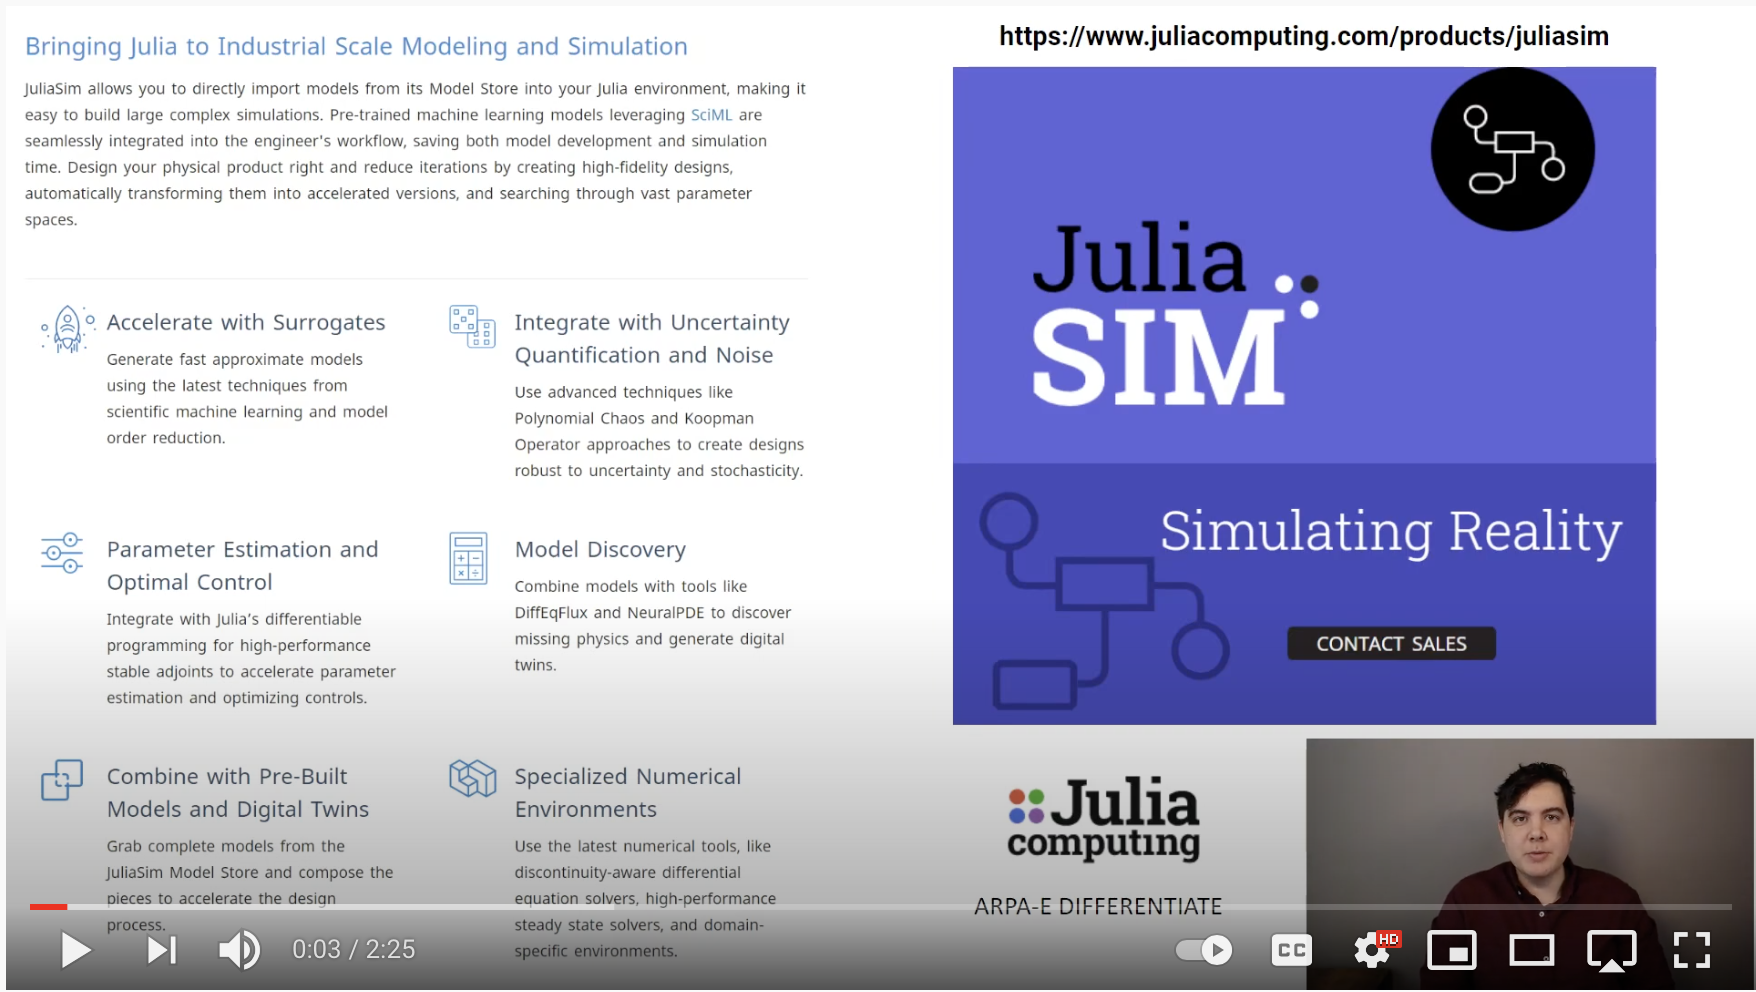 Bringing Julia to Industrial Scale Modeling and Simulation
JuliaSim allows you to directly import models from its Model Store into your Julia environment, making it
easy to build large complex simulations. Pre-trained machine learning models leveraging SciML are
seamlessly integrated into the engineer's workflow, saving both model development and simulation
time. Design your physical product right and reduce iterations by creating high-fidelity designs,
automatically transforming them into accelerated versions, and searching through vast parameter
spaces.
Accelerate with Surrogates
Generate fast approximate models
using the latest techniques from
scientific machine learning and model
order reduction.
Integrate with Uncertainty
Quantification and Noise
Use advanced techniques like
Polynomial Chaos and Koopman
Operator approaches to create designs
robust to uncertainty and stochasticity.
Parameter Estimation and
Optimal Control
Integrate with Julia’s differentiable
programming for high-performance
stable adjoints to accelerate parameter
estimation and optimizing controls.
Model Discovery
Combine models with tools like
DiffEqFlux and NeuralPDE to discover
missing physics and generate digital
twins.
Combine with Pre-Built
Models and Digital Twins
Grab complete models from the
JuliaSim Model Store and compose the
pieces to accelerate the design
process.
Specialized Numerical
Environments
Use the latest numerical tools, like
discontinuity-aware differential
equation solvers, high-performance
steady state solvers, and domain-
specific environments.
https://www.juliacomputing.com/products/juliasim
Julia
SIM
Simulating Reality
CONTACT SALES
Julia
computing
ARPA-E DIFFERENTIATE
0:03 / 2:25
CC
HD